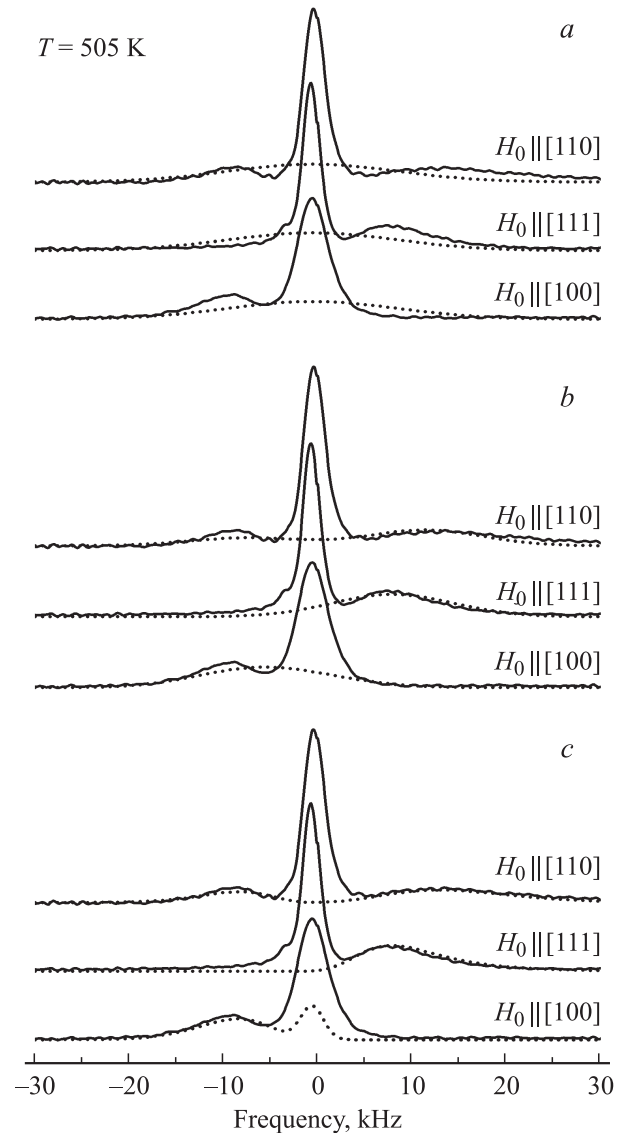 a
T = 505 K
H₀||[110]
H₀||[111]
H₀||[100]
b
H₀||[110]
H₀||[111]
H₀||[100]
c
H₀||[110]
H₀||[111]
H₀||[100]
–30 –20 –10 0 10 20 30
Frequency, kHz